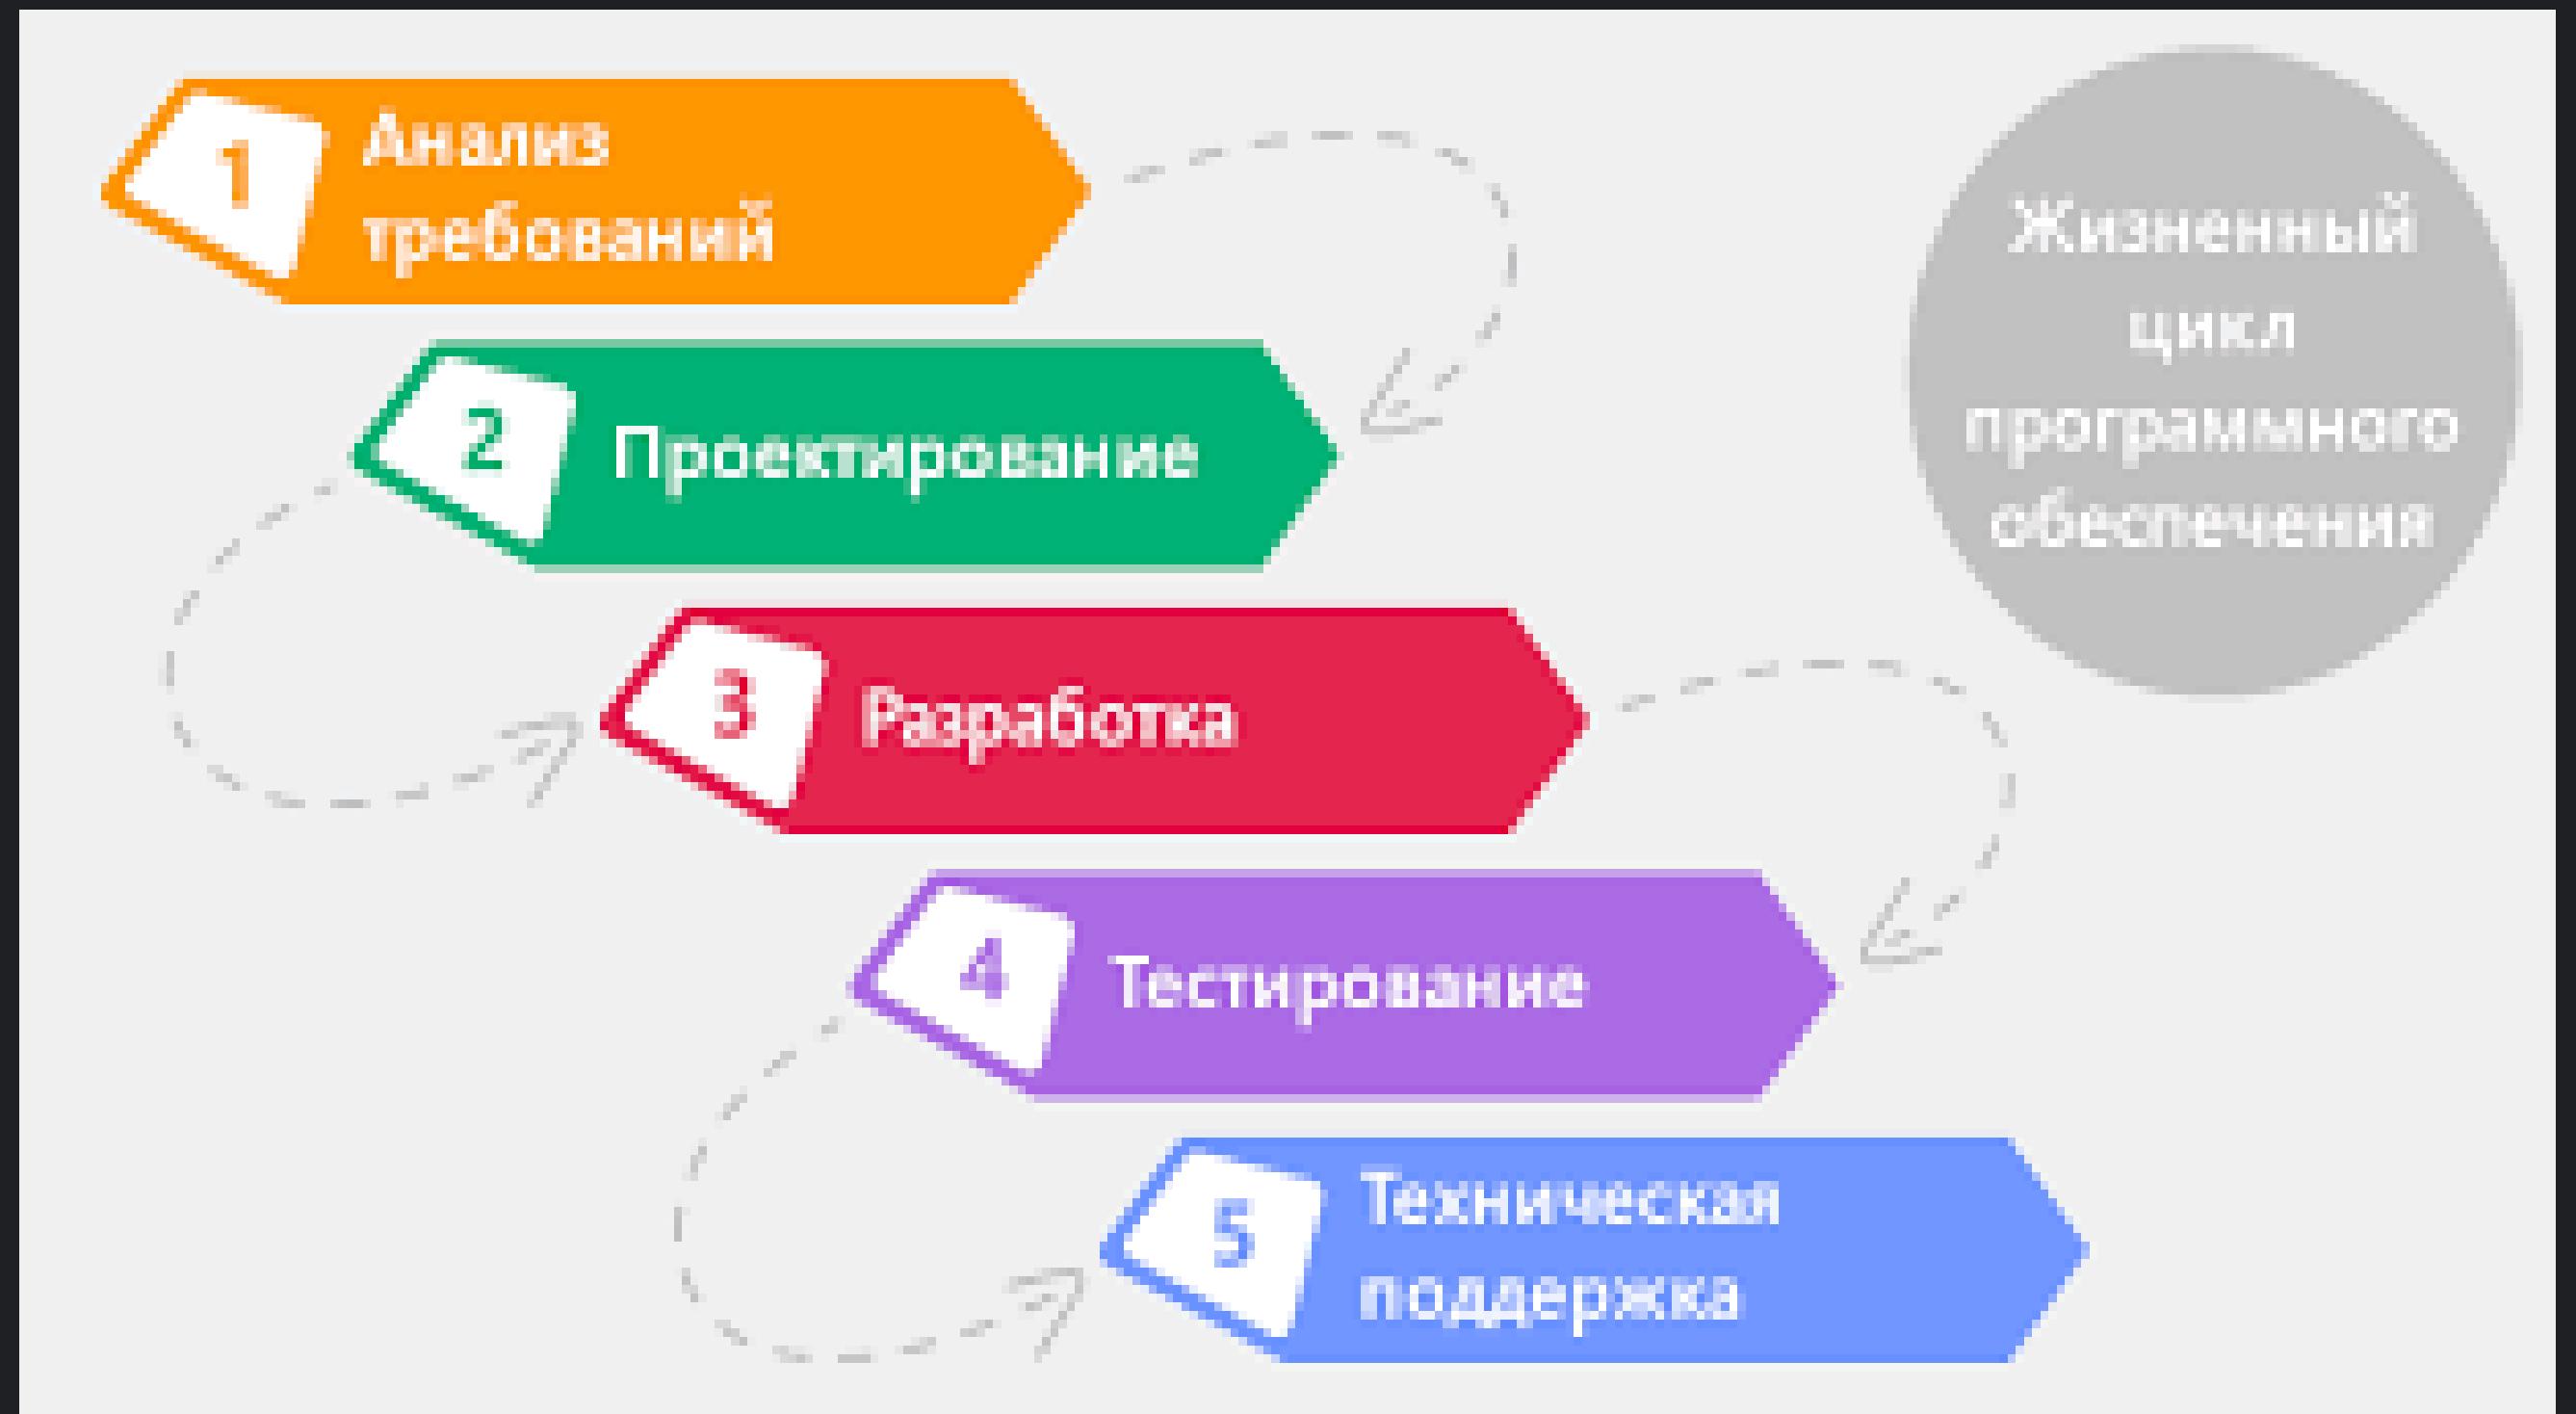 1
Анализ
требований
2
Проектирование
3
Разработка
4
Тестирование
5
Техническая
поддержка
Жизненный
цикл
программного
обеспечения